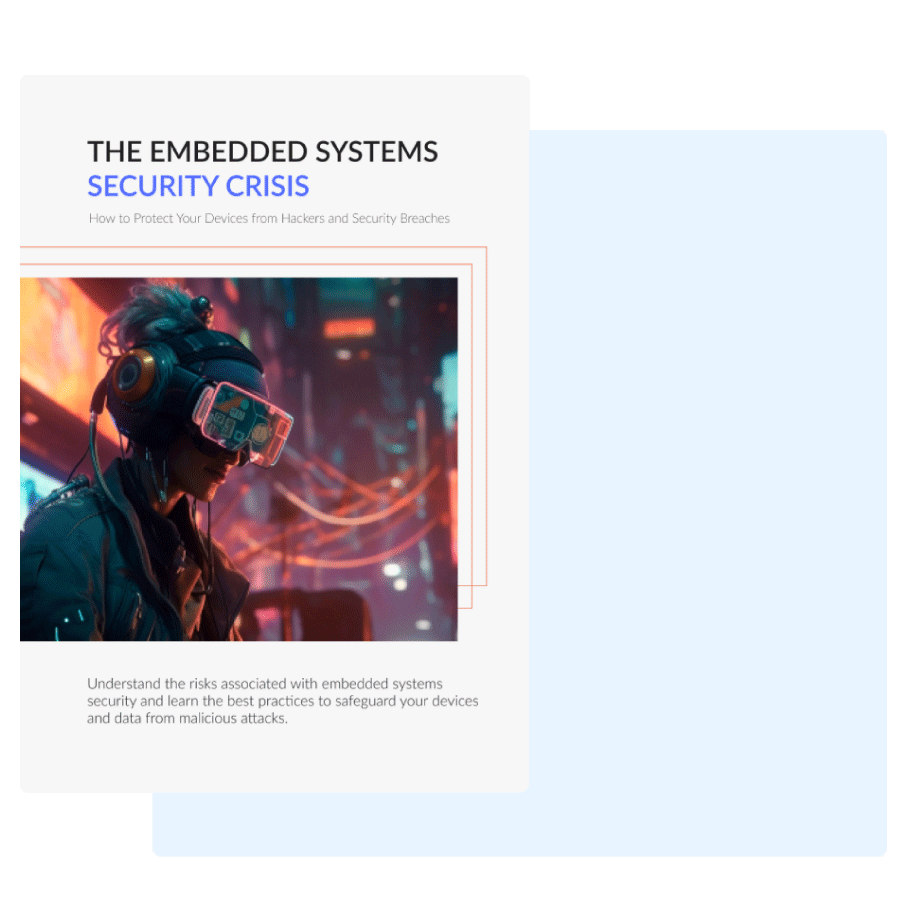 THE EMBEDDED SYSTEMS
SECURITY CRISIS
How to Protect Your Devices from Hackers and Security Breaches
Understand the risks associated with embedded systems
security and learn the best practices to safeguard your devices
and data from malicious attacks.